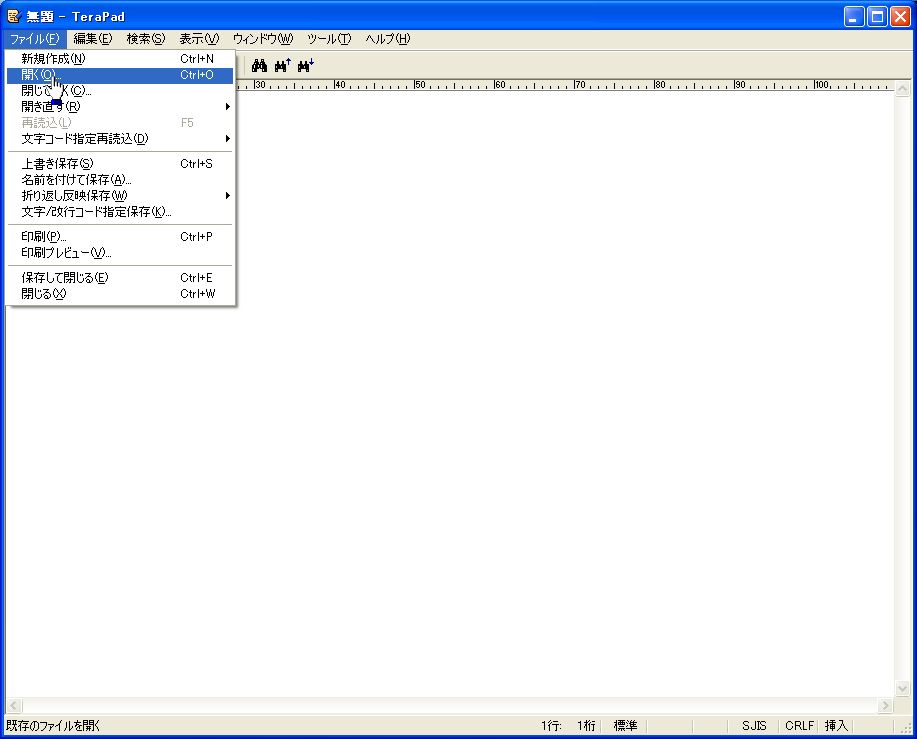 無題 - TeraPad
ファイル(F) 編集(E) 検索(S) 表示(V) ウィンドウ(W) ツール(T) ヘルプ(H)
新規作成(N) Ctrl+N
開く(O)... Ctrl+O
閉じて開く(C)...
開き直す(R)
再読込(L) F5
文字コード指定再読込(D)
上書き保存(S) Ctrl+S
名前を付けて保存(A)...
折り返し反映保存(W)
文字/改行コード指定保存(K)...
印刷(P)... Ctrl+P
印刷プレビュー(V)...
保存して閉じる(E) Ctrl+E
閉じる(X) Ctrl+W
30 40 50 60 70 80 90 100
既存のファイルを開く 1行: 1桁 標準 SJIS CRLF 挿入